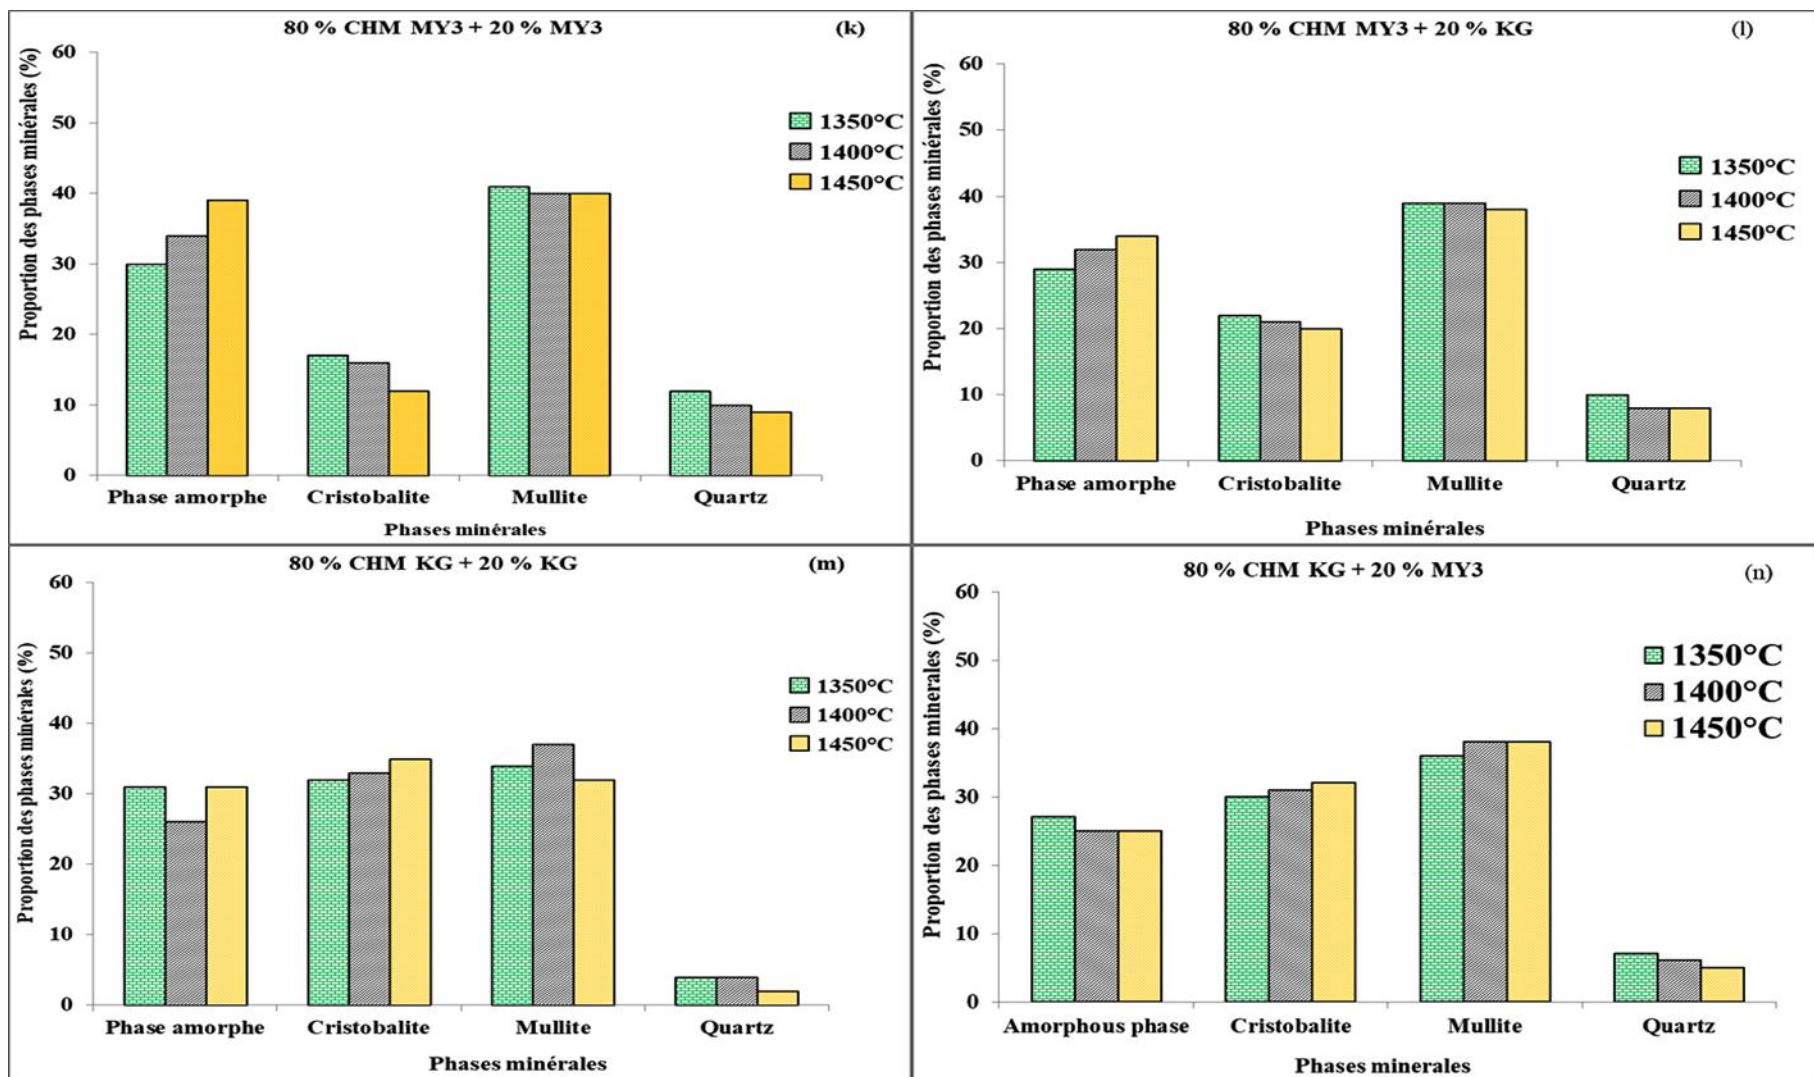 80 % CHM MY3 + 20 % MY3
(k)
Proportion des phases minérales (%)
60
50
40
30
20
10
0
1350°C
1400°C
1450°C
Phase amorphe
Cristobalite
Mullite
Quartz
Phases minérales
80 % CHM MY3 + 20 % KG
(l)
Proportion des phases minérales (%)
60
50
40
30
20
10
0
1350°C
1400°C
1450°C
Phase amorphe
Cristobalite
Mullite
Quartz
Phases minérales
80 % CHM KG + 20 % KG
(m)
Proportion des phases minérales (%)
60
50
40
30
20
10
0
1350°C
1400°C
1450°C
Phase amorphe
Cristobalite
Mullite
Quartz
Phases minérales
80 % CHM KG + 20 % MY3
(n)
Proportion des phases minerales (%)
60
50
40
30
20
10
0
1350°C
1400°C
1450°C
Amorphous phase
Cristobalite
Mullite
Quartz
Phases minerales